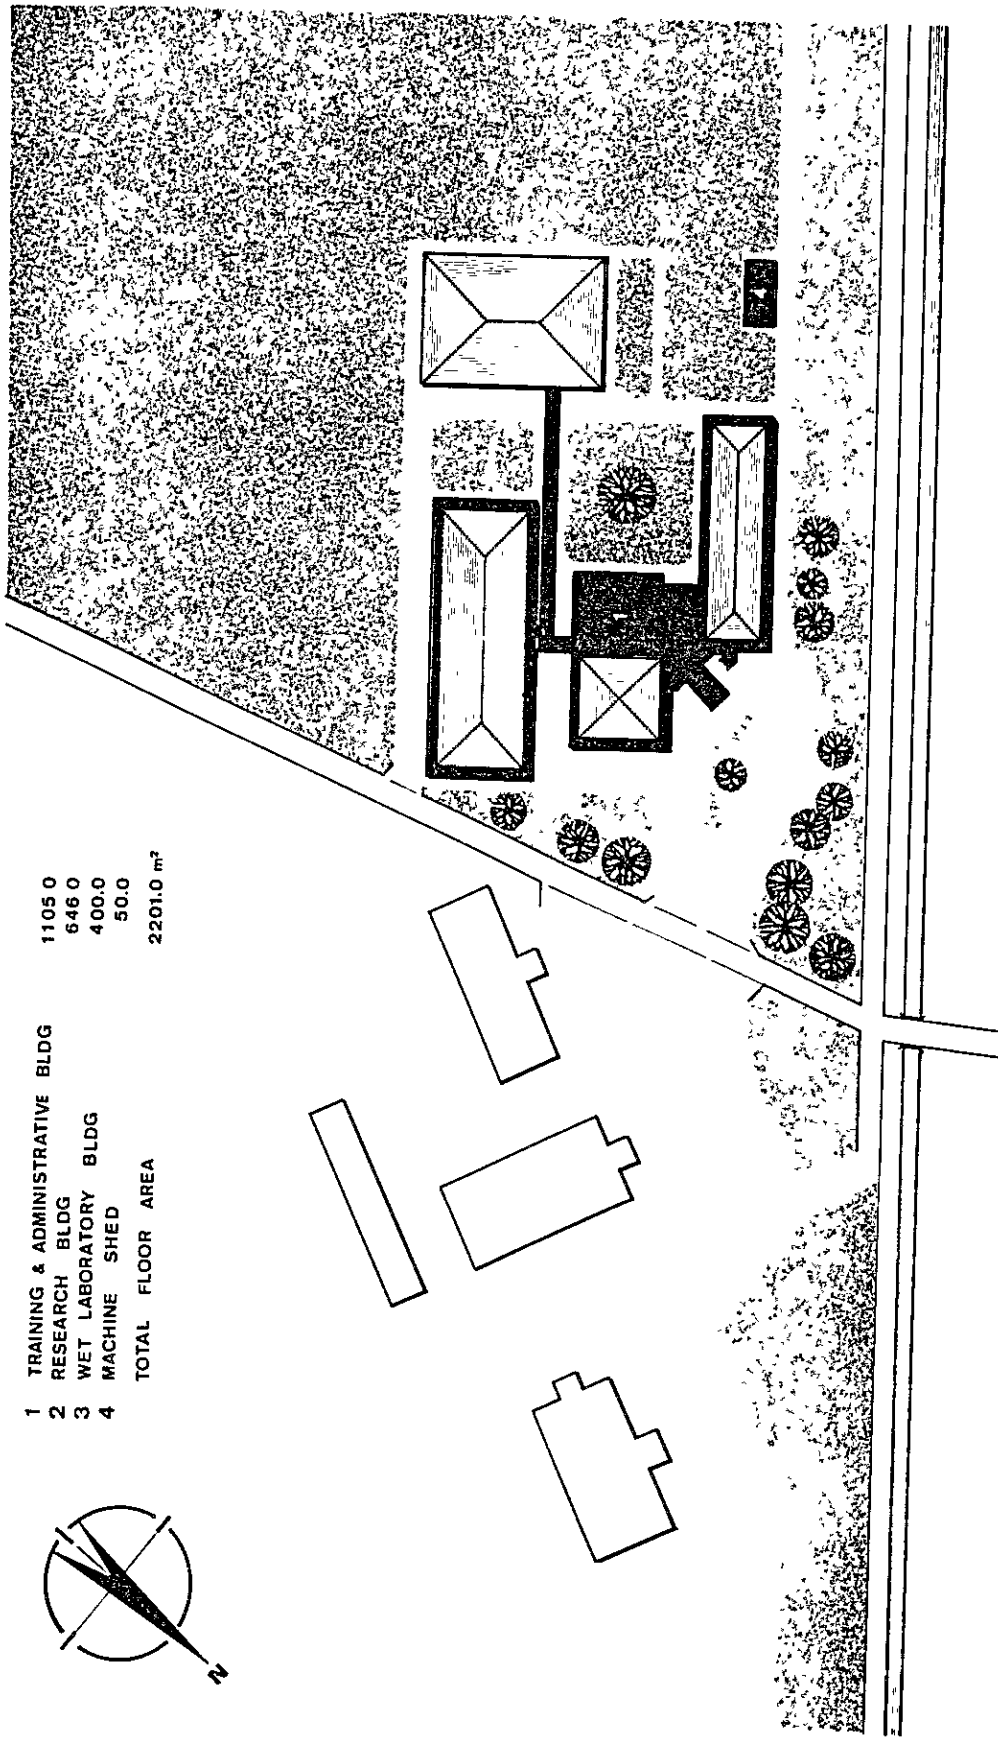 1 TRAINING & ADMINISTRATIVE BLDG 1105 0
2 RESEARCH BLDG 646.0
3 WET LABORATORY BLDG 400.0
4 MACHINE SHED 50.0
TOTAL FLOOR AREA 2201.0 m²
N
4
1